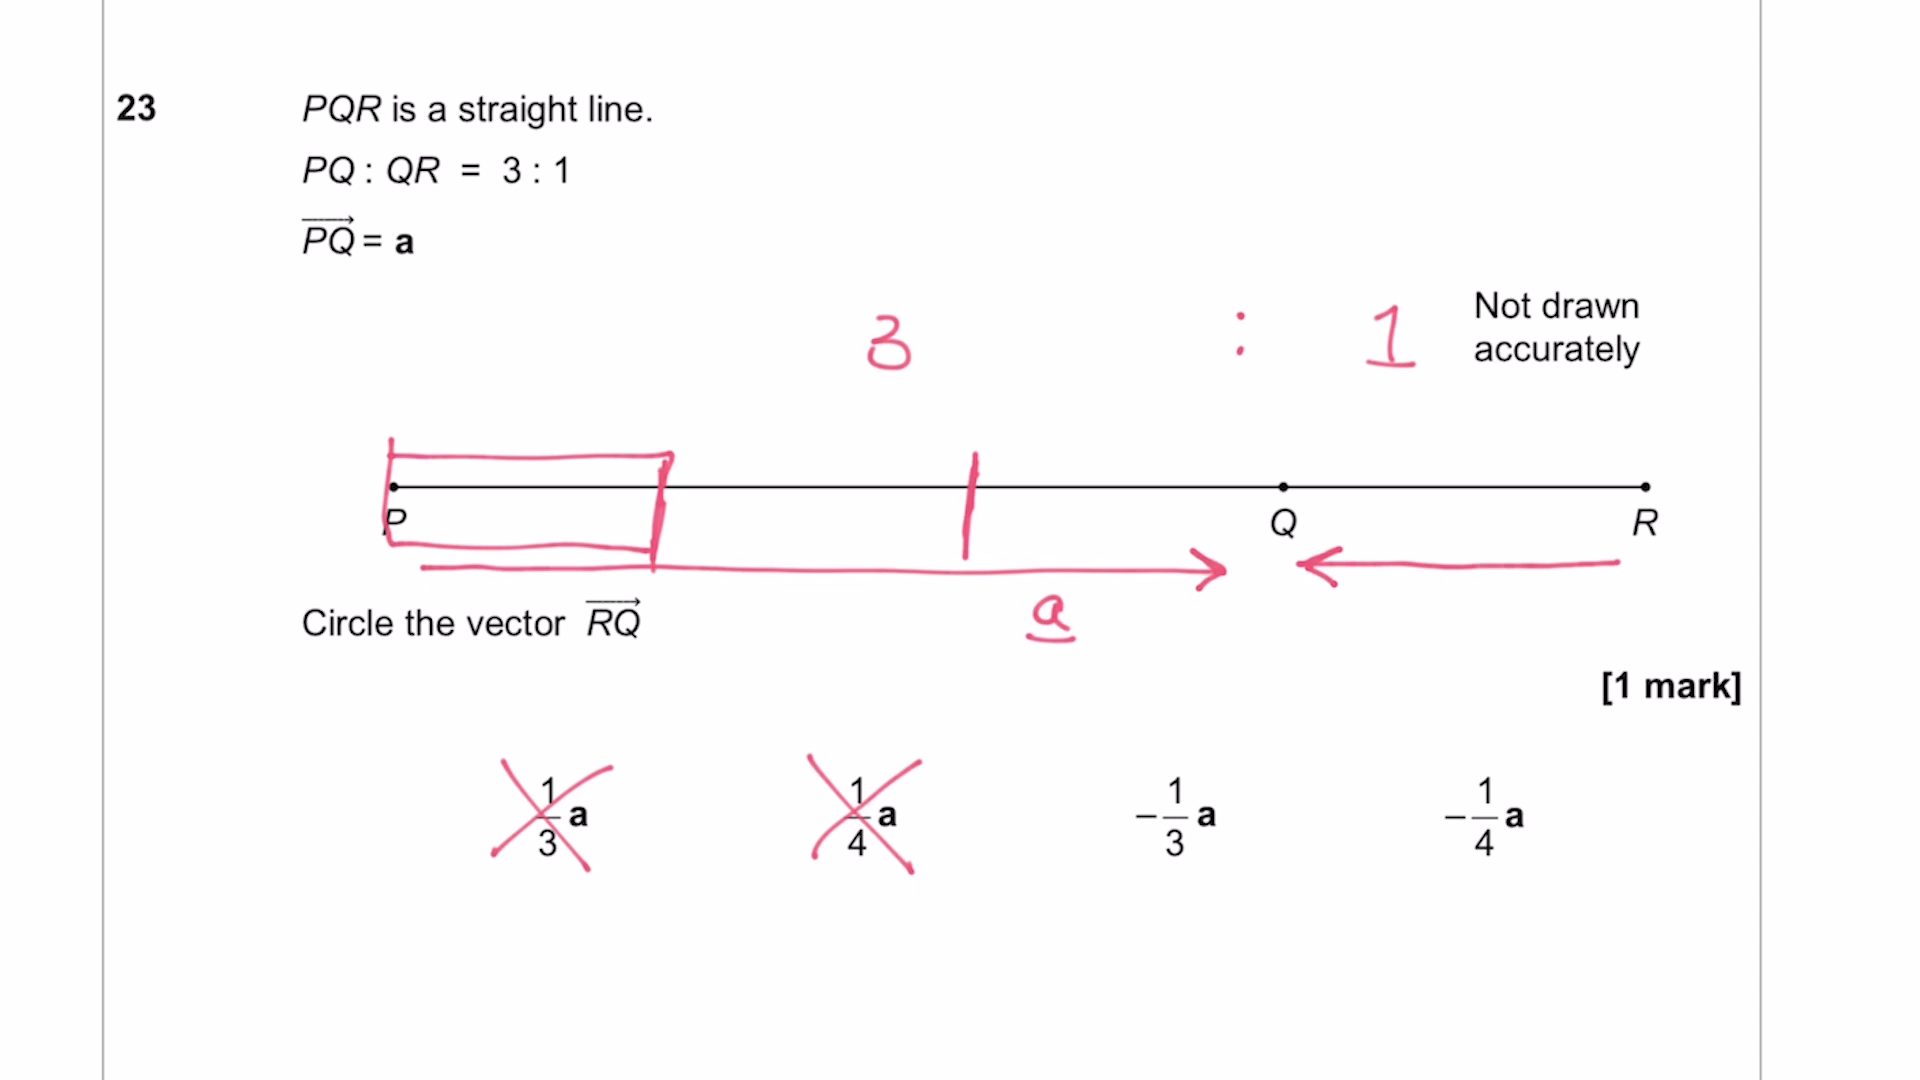 23 PQR is a straight line.
PQ : QR = 3 : 1
PQ = a
Not drawn
accurately
3 : 1
P Q R
a
Circle the vector RQ
[1 mark]
1/3 a 1/4 a −1/3 a −1/4 a